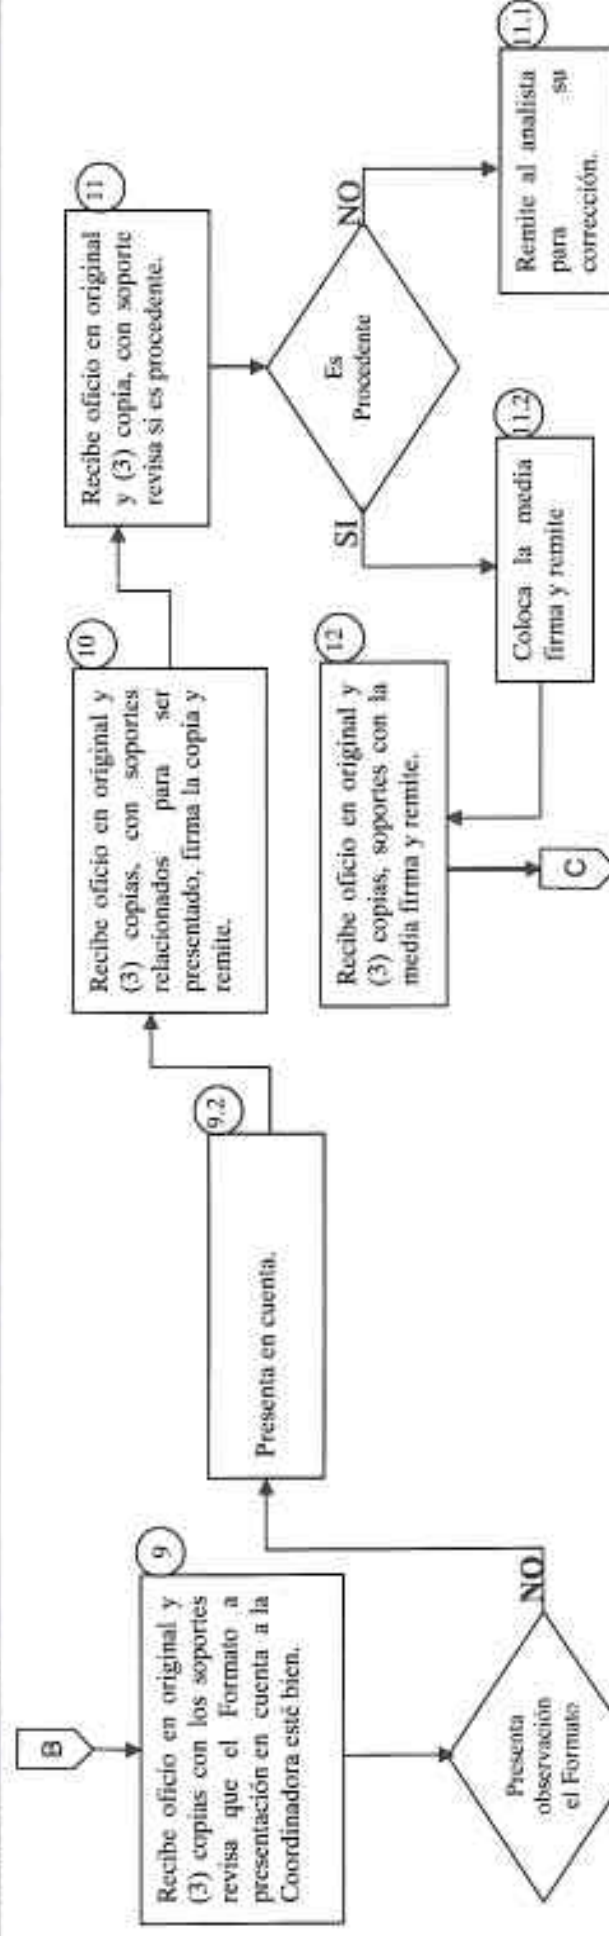 B
9
Recibe oficio en original y
(3) copias con los soportes
revisa que el Formato a
presentación en cuenta a la
Coordinadora esté bien.
Presenta
observación
el Formato
NO
9.2
Presenta en cuenta.
10
Recibe oficio en original y
(3) copias, con soportes
relacionados para ser
presentado, firma la copia y
remite.
11
Recibe oficio en original
y (3) copia, con soporte
revisa si es procedente.
Es
Procedente
SI
NO
11.1
Remite al analista
para su
corrección.
11.2
Coloca la media
firma y remite
12
Recibe oficio en original y
(3) copias, soportes con la
media firma y remite.
C